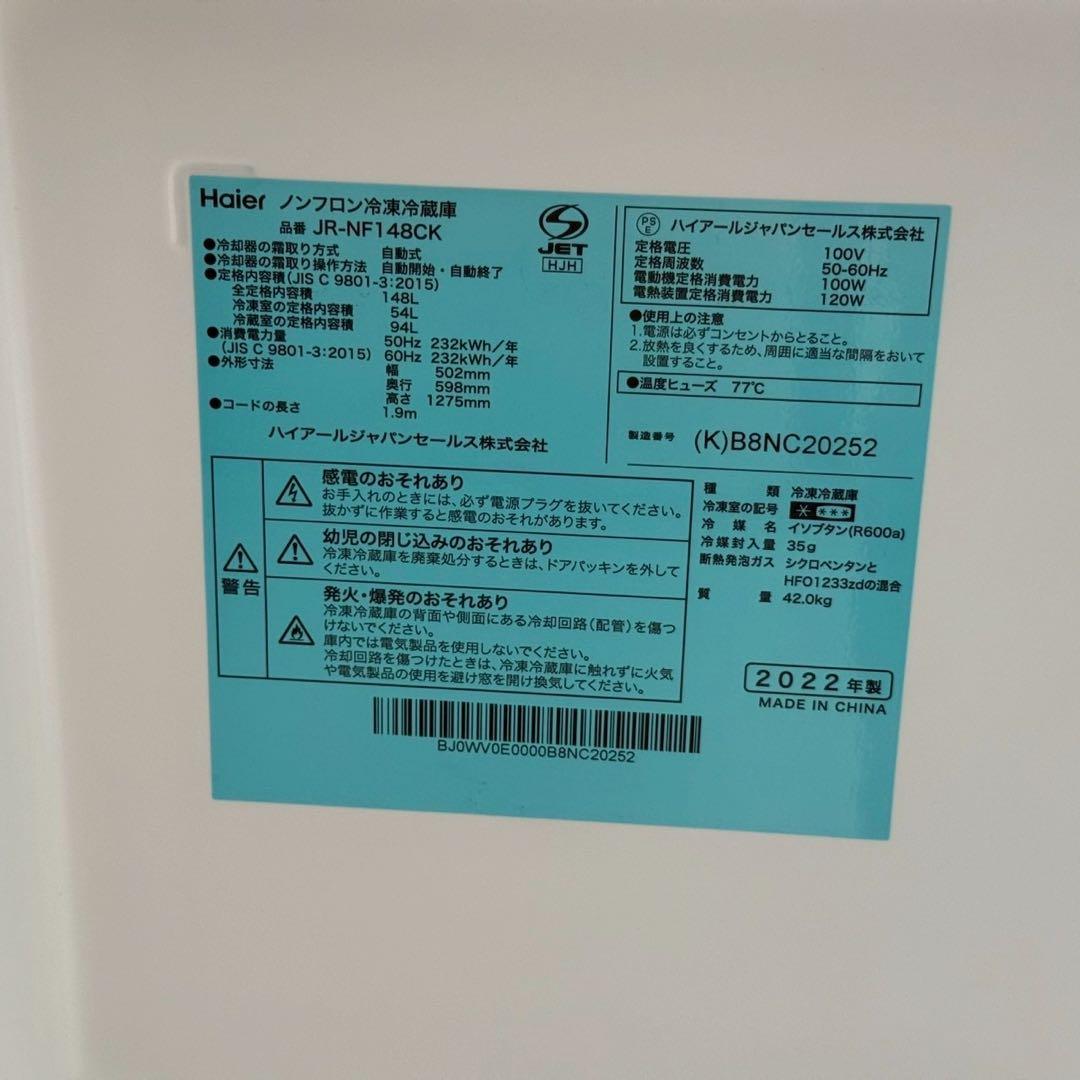 Haier ノンフロン冷凍冷蔵庫
品番 JR-NF148CK
●冷却器の霜取り方式 自動式
●冷却器の霜取り操作方法 自動開始・自動終了
●定格内容積(JIS C 9801-3:2015)
全定格内容積 148L
冷凍室の定格内容積 54L
冷蔵室の定格内容積 94L
●消費電力量 50Hz 232kWh/年
(JIS C 9801-3:2015) 60Hz 232kWh/年
●外形寸法 幅 502mm
奥行 598mm
高さ 1275mm
●コードの長さ 1.9m
ハイアールジャパンセールス株式会社
S
JET
HJH
PSE ハイアールジャパンセールス株式会社
定格電圧 100V
定格周波数 50-60Hz
電動機定格消費電力 100W
電熱装置定格消費電力 120W
●使用上の注意
1.電源は必ずコンセントからとること。
2.放熱を良くするため、周囲に適当な間隔をおいて
設置すること。
●温度ヒューズ 77℃
製造番号 (K)B8NC20252
警告
感電のおそれあり
お手入れのときには、必ず電源プラグを抜いてください。
抜かずに作業すると感電のおそれがあります。
幼児の閉じ込みのおそれあり
冷凍冷蔵庫を廃棄処分するときは、ドアパッキンを外して
ください。
発火・爆発のおそれあり
冷凍冷蔵庫の背面や側面にある冷却回路(配管)を傷つ
けないでください。
庫内では電気製品を使用しないでください。
冷却回路を傷つけたときは、冷凍冷蔵庫に触れずに火気
や電気製品の使用を避け窓を開け換気してください。
種類 冷凍冷蔵庫
冷凍室の記号 * ***
冷媒名 イソブタン(R600a)
冷媒封入量 35g
断熱発泡ガス シクロペンタンと
HFO1233zdの混合
質量 42.0kg
2022年製
MADE IN CHINA
BJ0WV0E0000B8NC20252